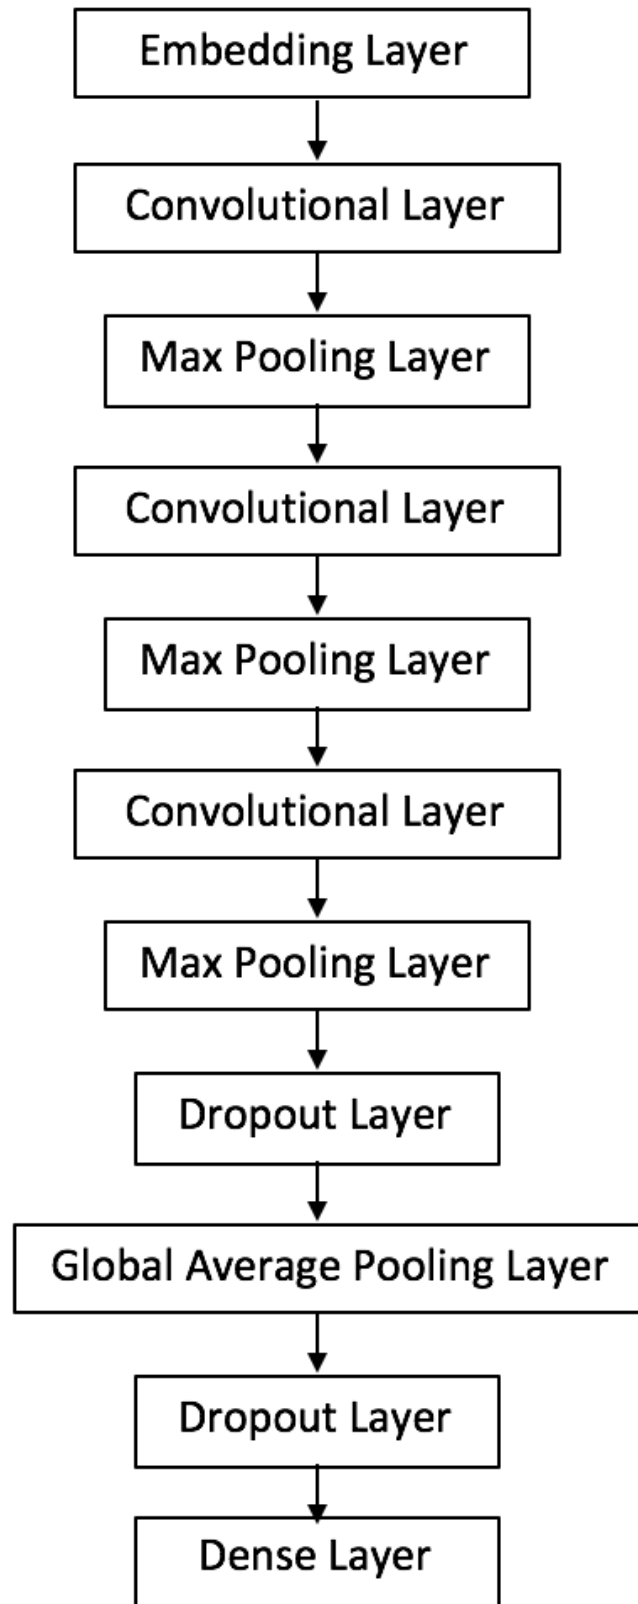 Embedding Layer
Convolutional Layer
Max Pooling Layer
Convolutional Layer
Max Pooling Layer
Convolutional Layer
Max Pooling Layer
Dropout Layer
Global Average Pooling Layer
Dropout Layer
Dense Layer